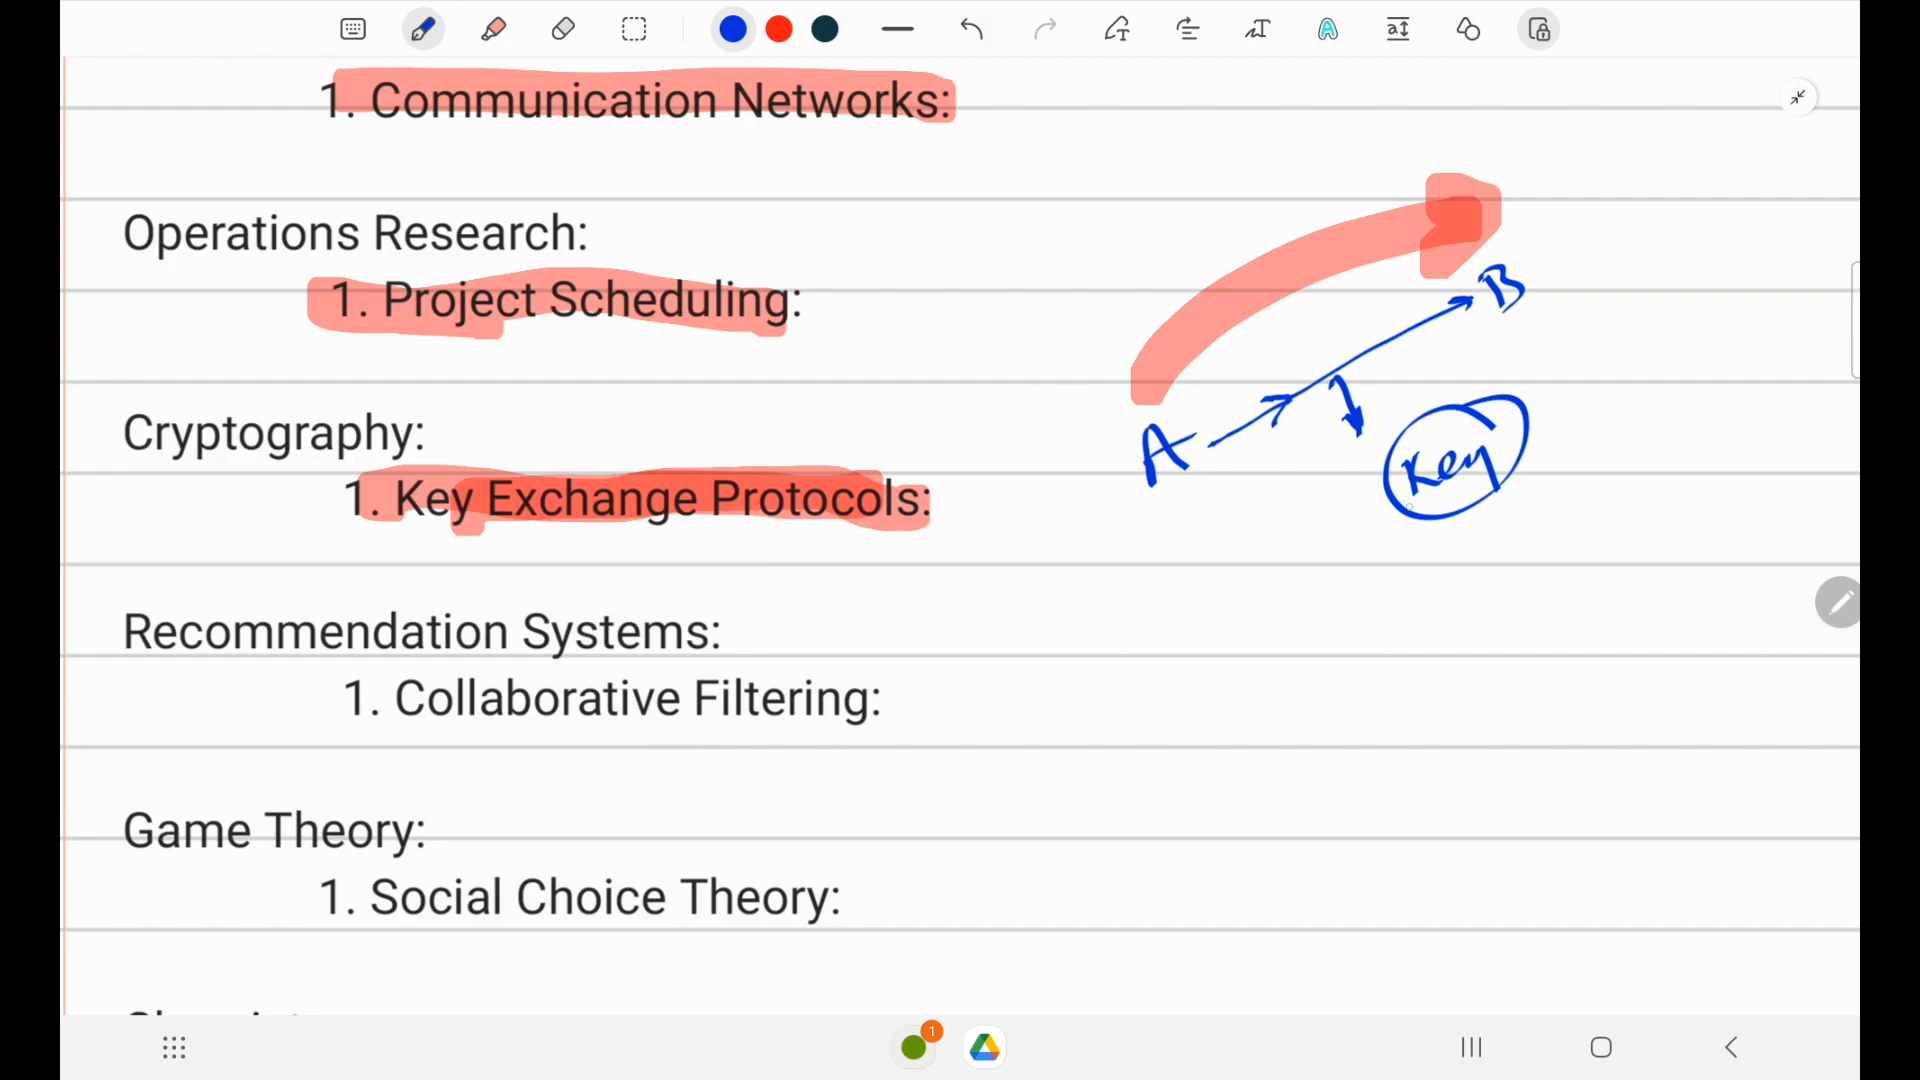 1. Communication Networks:
Operations Research:
1. Project Scheduling:
B
Cryptography:
A
Key
1. Key Exchange Protocols:
Recommendation Systems:
1. Collaborative Filtering:
Game Theory:
1. Social Choice Theory:
1